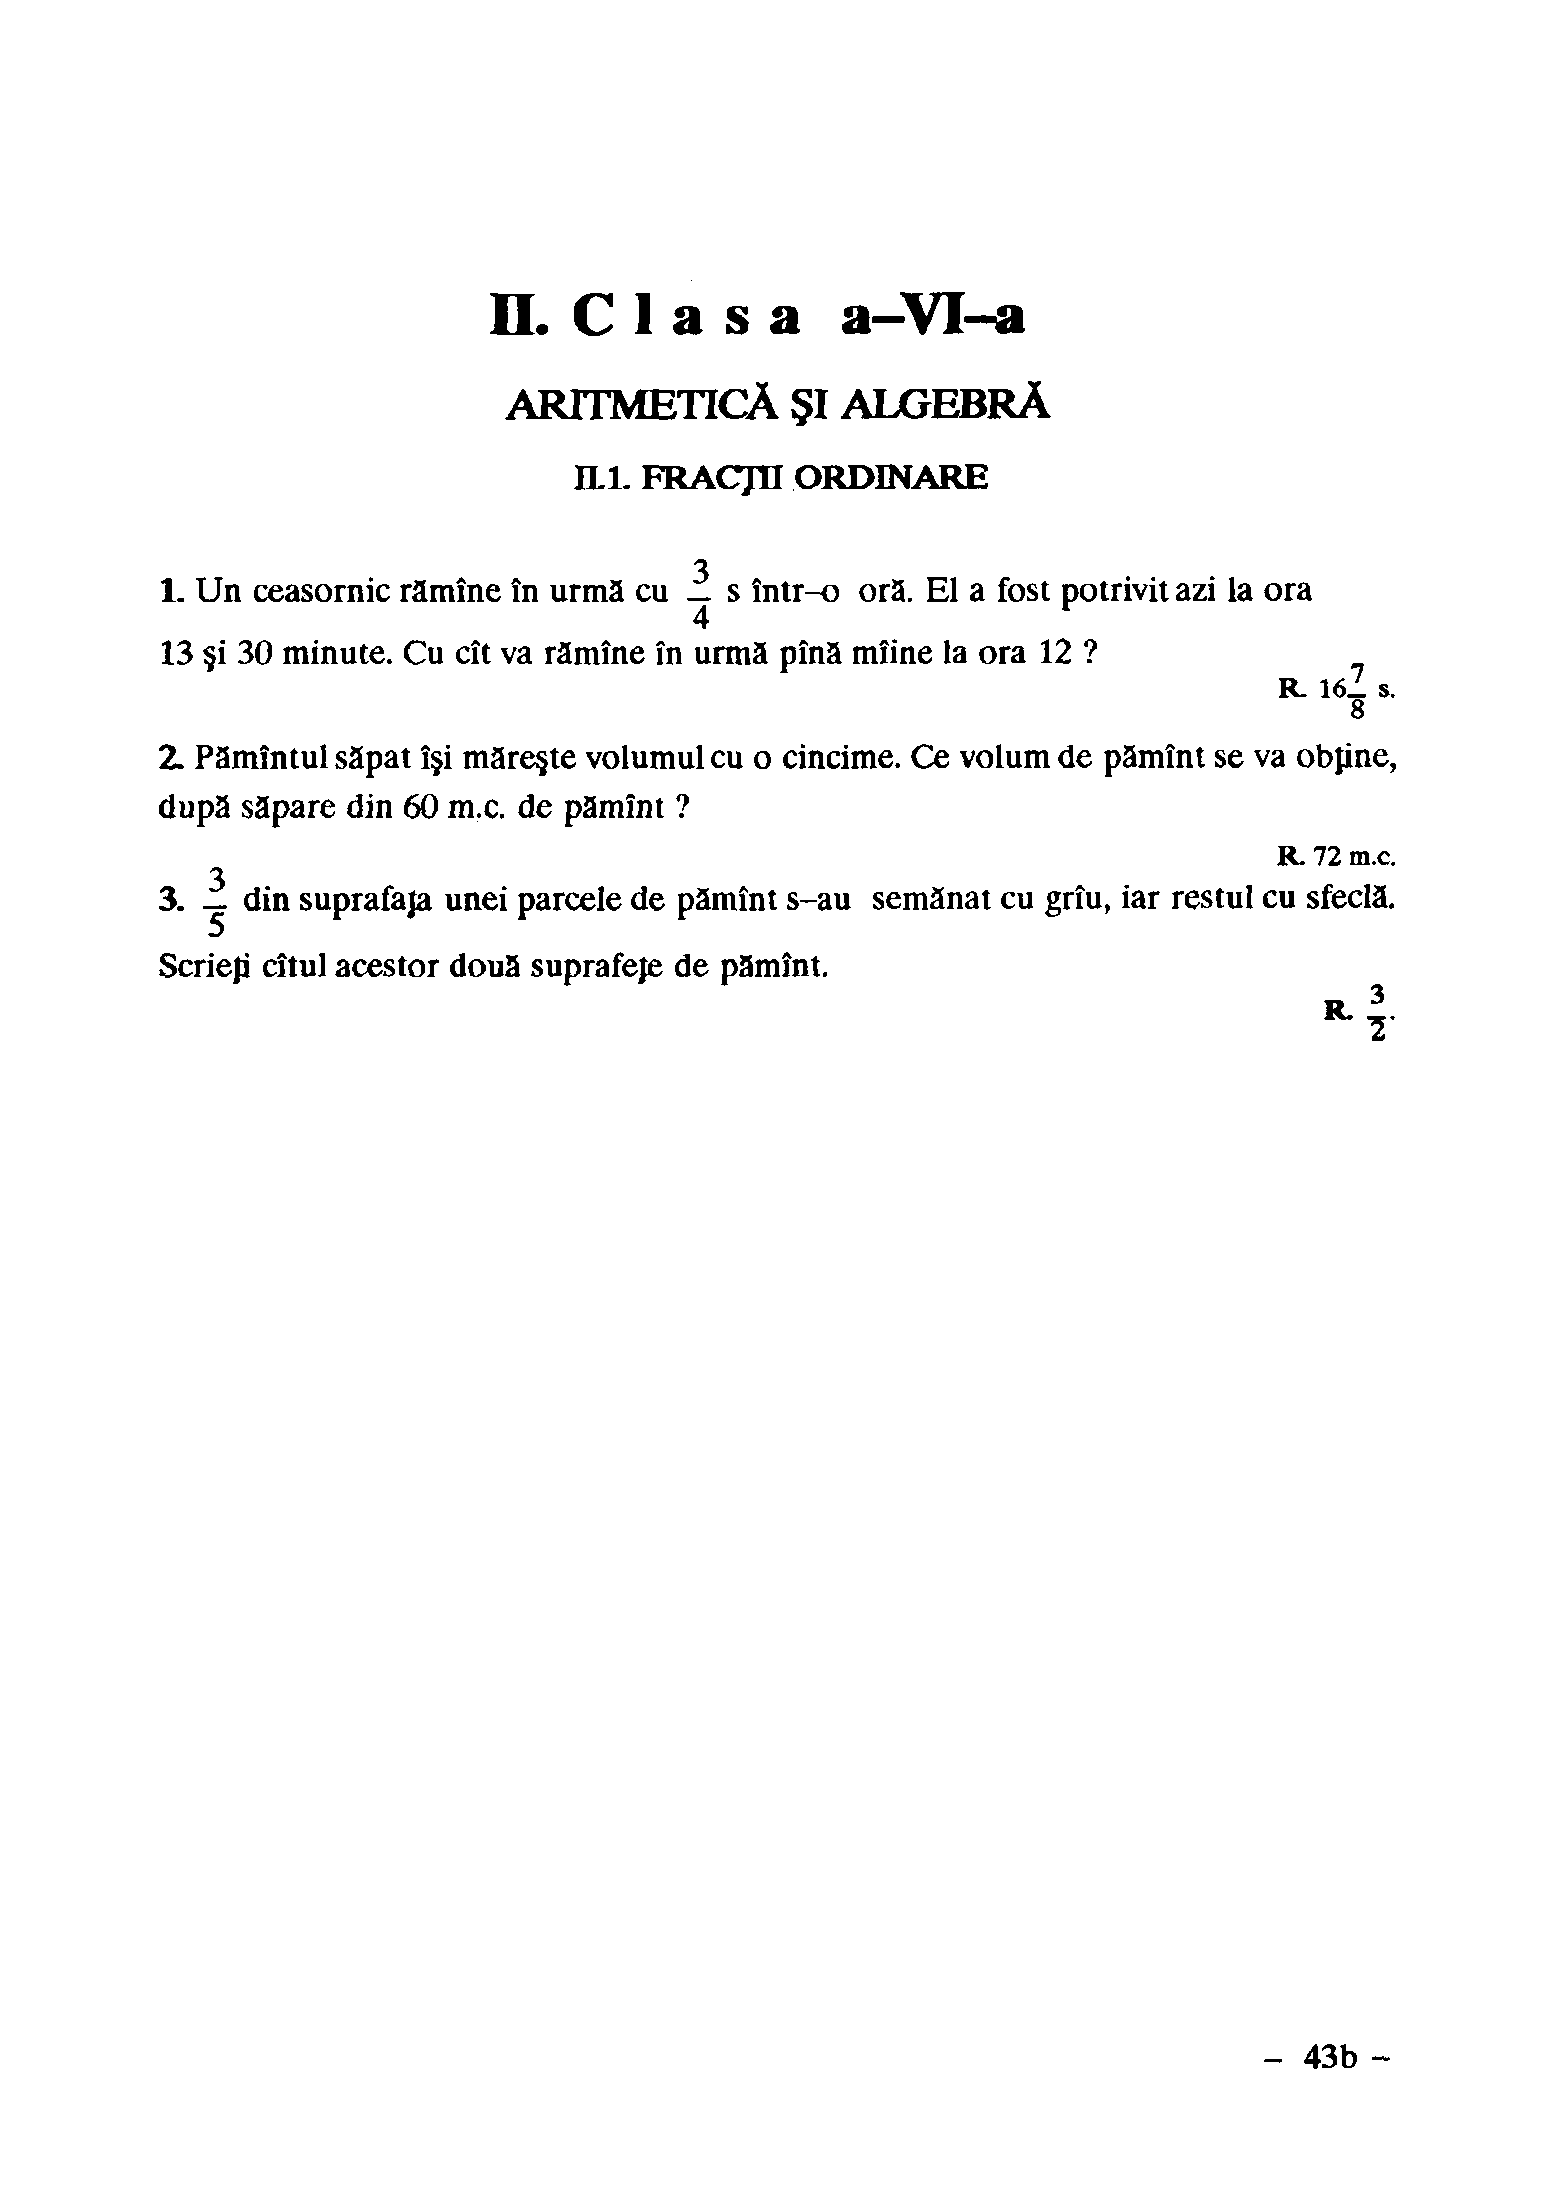 II. C l a s a a–VI–a
ARITMETICĂ ŞI ALGEBRĂ
II.1. FRACŢII ORDINARE
1. Un ceasornic rămîne în urmă cu 3/4 s într–o oră. El a fost potrivit azi la ora
13 şi 30 minute. Cu cît va rămîne în urmă pînă mîine la ora 12 ?
R. 16 7/8 s.
2. Pămîntul săpat îşi măreşte volumul cu o cincime. Ce volum de pămînt se va obţine,
după săpare din 60 m.c. de pămînt ?
R. 72 m.c.
3. 3/5 din suprafaţa unei parcele de pămînt s–au semănat cu grîu, iar restul cu sfeclă.
Scrieţi cîtul acestor două suprafeţe de pămînt.
R. 3/2.
– 43b –